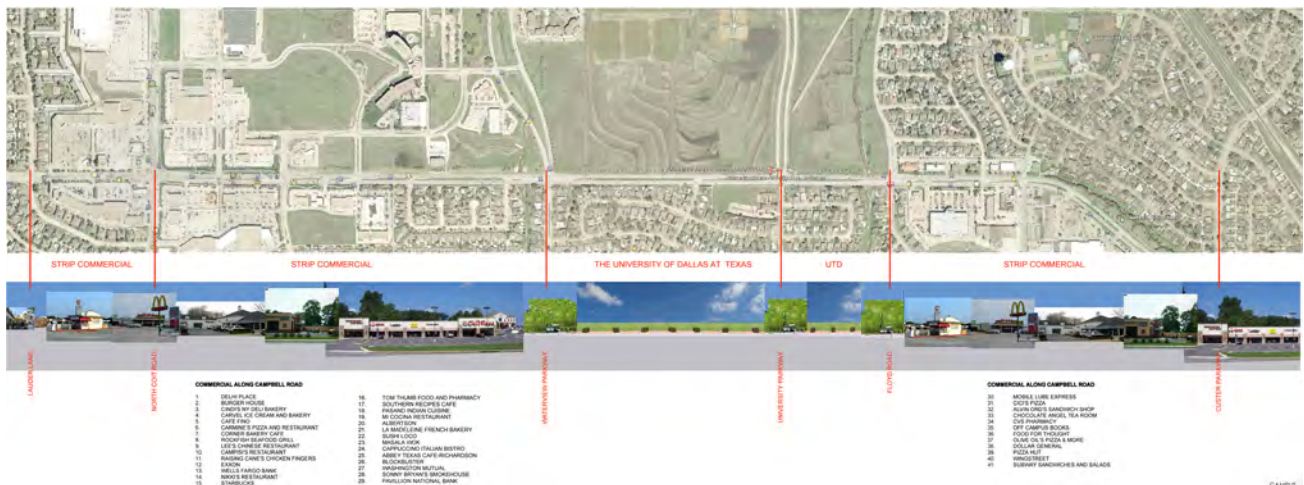 STRIP COMMERCIAL
STRIP COMMERCIAL
THE UNIVERSITY OF DALLAS AT TEXAS
UTD
STRIP COMMERCIAL
LAUDER LANE
NORTH COIT ROAD
WATERVIEW PARKWAY
UNIVERSITY PARKWAY
FLOYD ROAD
CUSTER PARKWAY
COMMERCIAL ALONG CAMPBELL ROAD
1. DELHI PLACE
2. BURGER HOUSE
3. CINDI'S NY DELI BAKERY
4. CARVEL ICE CREAM AND BAKERY
5. CAFE FINO
6. CARMINE'S PIZZA AND RESTAURANT
7. CORNER BAKERY CAFE
8. ROCKFISH SEAFOOD GRILL
9. LEE'S CHINESE RESTAURANT
10. CAMPISI'S RESTAURANT
11. RAISING CANE'S CHICKEN FINGERS
12. EXXON
13. WELLS FARGO BANK
14. NIKKI'S RESTAURANT
15. STARBUCKS
16. TOM THUMB FOOD AND PHARMACY
17. SOUTHERN RECIPES CAFE
18. PASAND INDIAN CUISINE
19. MI COCINA RESTAURANT
20. ALBERTSON
21. LA MADELEINE FRENCH BAKERY
22. SUSHI LOCO
23. MASALA WOK
24. CAPPUCCINO ITALIAN BISTRO
25. ABBEY TEXAS CAFE-RICHARDSON
26. BLOCKBUSTER
27. WASHINGTON MUTUAL
28. SONNY BRYAN'S SMOKEHOUSE
29. PAVILLION NATIONAL BANK
COMMERCIAL ALONG CAMPBELL ROAD
30. MOBILE LUBE EXPRESS
31. CICI'S PIZZA
32. ALVIN ORD'S SANDWICH SHOP
33. CHOCOLATE ANGEL TEA ROOM
34. CVS PHARMACY
35. OFF CAMPUS BOOKS
36. FOOD FOR THOUGHT
37. OLIVE OIL'S PIZZA & MORE
38. DOLLAR GENERAL
39. PIZZA HUT
40. WINGSTREET
41. SUBWAY SANDWICHES AND SALADS